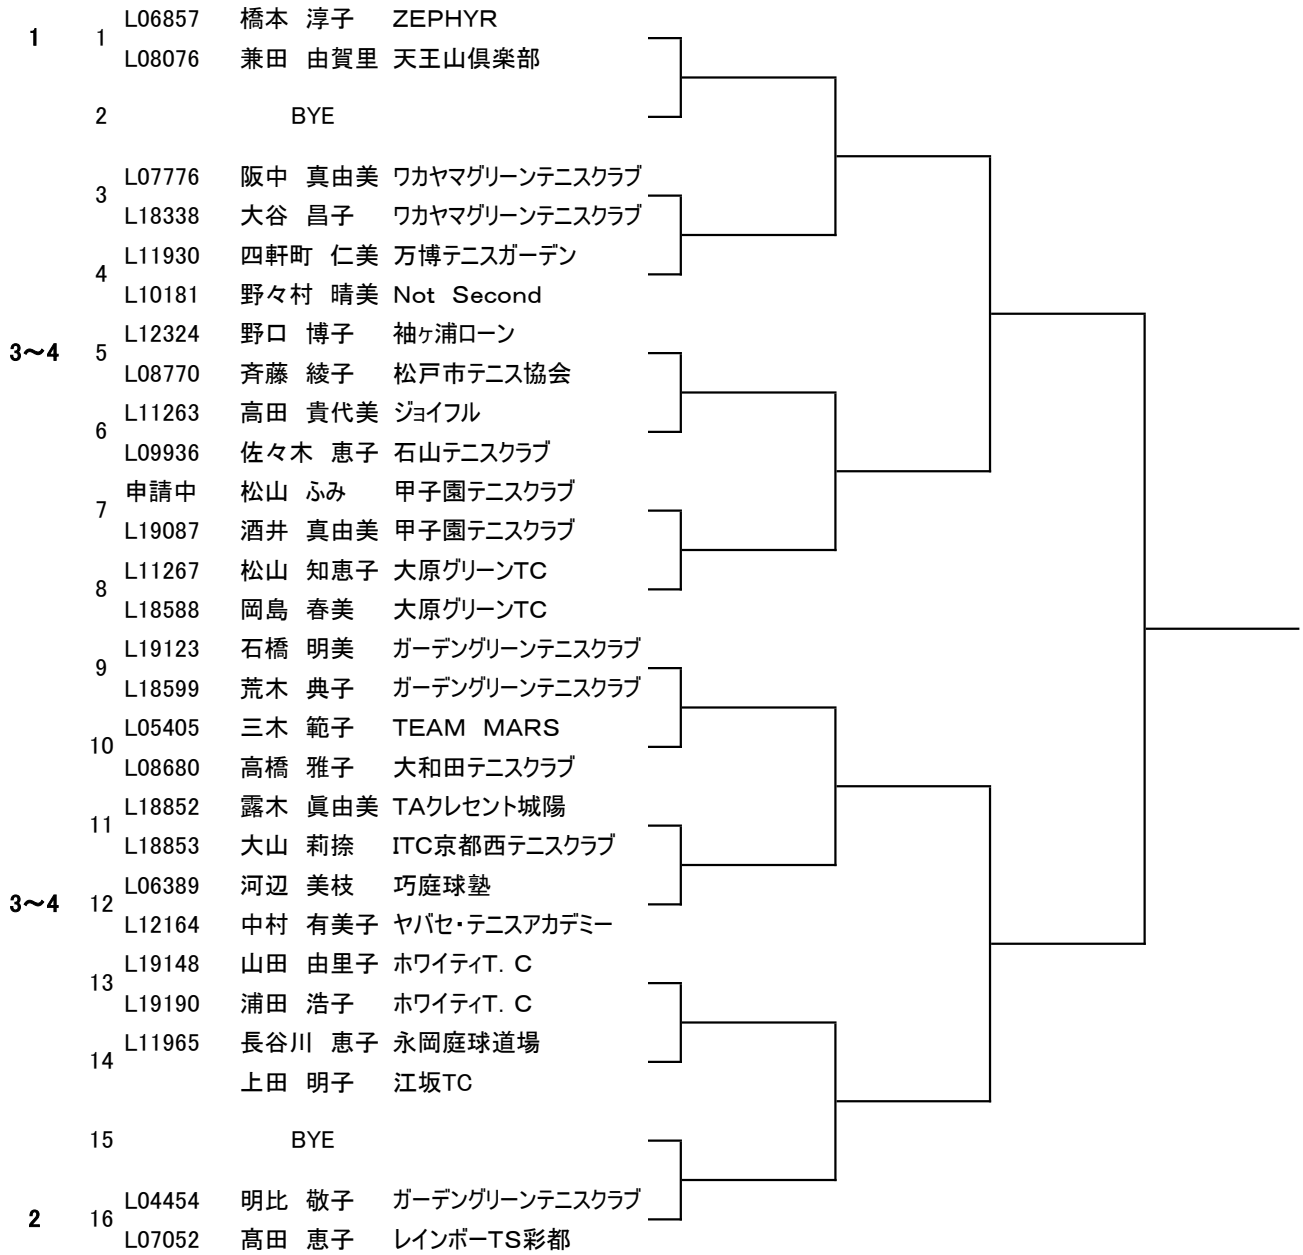 L06857 橋本 淳子 ZEPHYR
1 1
L08076 兼田 由賀里 天王山倶楽部
2 BYE
L07776 阪中 真由美 ワカヤマグリーンテニスクラブ
3
L18338 大谷 昌子 ワカヤマグリーンテニスクラブ
L11930 四軒町 仁美 万博テニスガーデン
4
L10181 野々村 晴美 Not Second
L12324 野口 博子 袖ヶ浦ローン
3～4 5
L08770 斉藤 綾子 松戸市テニス協会
L11263 高田 貴代美 ジョイフル
6
L09936 佐々木 恵子 石山テニスクラブ
申請中 松山 ふみ 甲子園テニスクラブ
7
L19087 酒井 真由美 甲子園テニスクラブ
L11267 松山 知恵子 大原グリーンTC
8
L18588 岡島 春美 大原グリーンTC
L19123 石橋 明美 ガーデングリーンテニスクラブ
9
L18599 荒木 典子 ガーデングリーンテニスクラブ
L05405 三木 範子 TEAM MARS
10
L08680 高橋 雅子 大和田テニスクラブ
L18852 露木 眞由美 TAクレセント城陽
11
L18853 大山 莉捺 ITC京都西テニスクラブ
L06389 河辺 美枝 巧庭球塾
3～4 12
L12164 中村 有美子 ヤバセ・テニスアカデミー
L19148 山田 由里子 ホワイティT．C
13
L19190 浦田 浩子 ホワイティT．C
L11965 長谷川 恵子 永岡庭球道場
14
上田 明子 江坂TC
15 BYE
L04454 明比 敬子 ガーデングリーンテニスクラブ
2 16
L07052 髙田 恵子 レインボーTS彩都